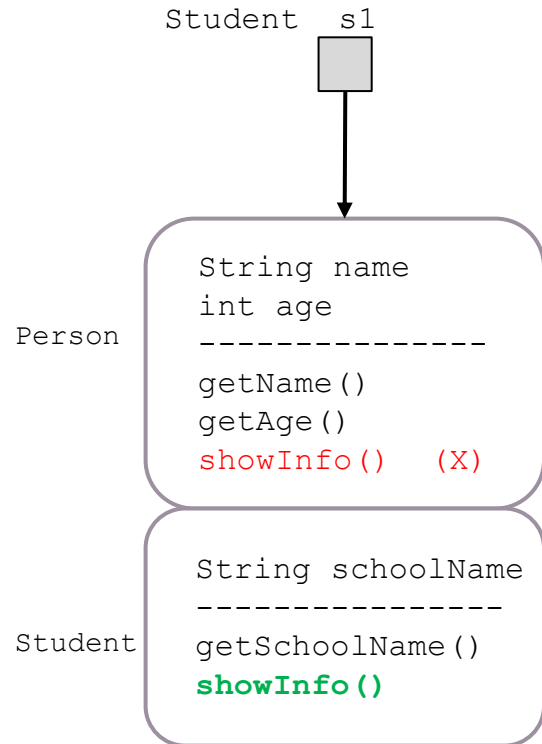 Student s1
String name
int age
Person
---------------
getName()
getAge()
showInfo() (X)
String schoolName
----------------
Student
getSchoolName()
showInfo()